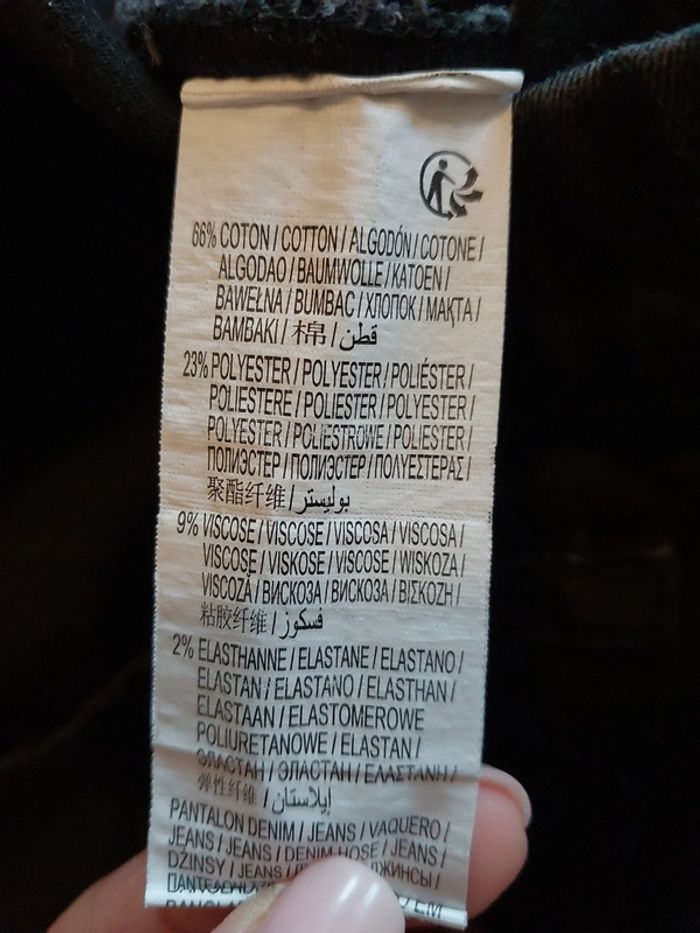 66% COTON / COTTON / ALGODÓN / COTONE /
ALGODAO / BAUMWOLLE / KATOEN /
BAWEŁNA / BUMBAC / ХЛОПОК / МАҚТА /
BAMBAKI / 棉 / قطن
23% POLYESTER / POLYESTER / POLIÉSTER /
POLIESTERE / POLIESTER / POLYESTER /
POLYESTER / POLIESTROWE / POLIESTER /
ПОЛИЭСТЕР / ПОЛИЭСТЕР / ΠΟΛΥΕΣΤΕΡΑΣ /
聚酯纤维 / بوليستر
9% VISCOSE / VISCOSE / VISCOSA / VISCOSA /
VISCOSE / VISKOSE / VISCOSE / WISKOZA /
VISCOZĂ / ВИСКОЗА / ВИСКОЗА / ΒΙΣΚΟΖΗ /
粘胶纤维 / فسكوز
2% ELASTHANNE / ELASTANE / ELASTANO /
ELASTAN / ELASTANO / ELASTHAN /
ELASTAAN / ELASTOMEROWE
POLIURETANOWE / ELASTAN /
ЭЛАСТАН / ЭЛАСТАН / ΕΛΑΣΤΑΝΗ /
弹性纤维 / إيلاستان
PANTALON DENIM / JEANS / VAQUERO /
JEANS / JEANS / DENIM HOSE / JEANS /
DŻINSY / JEANS / ДЖИНСЫ /